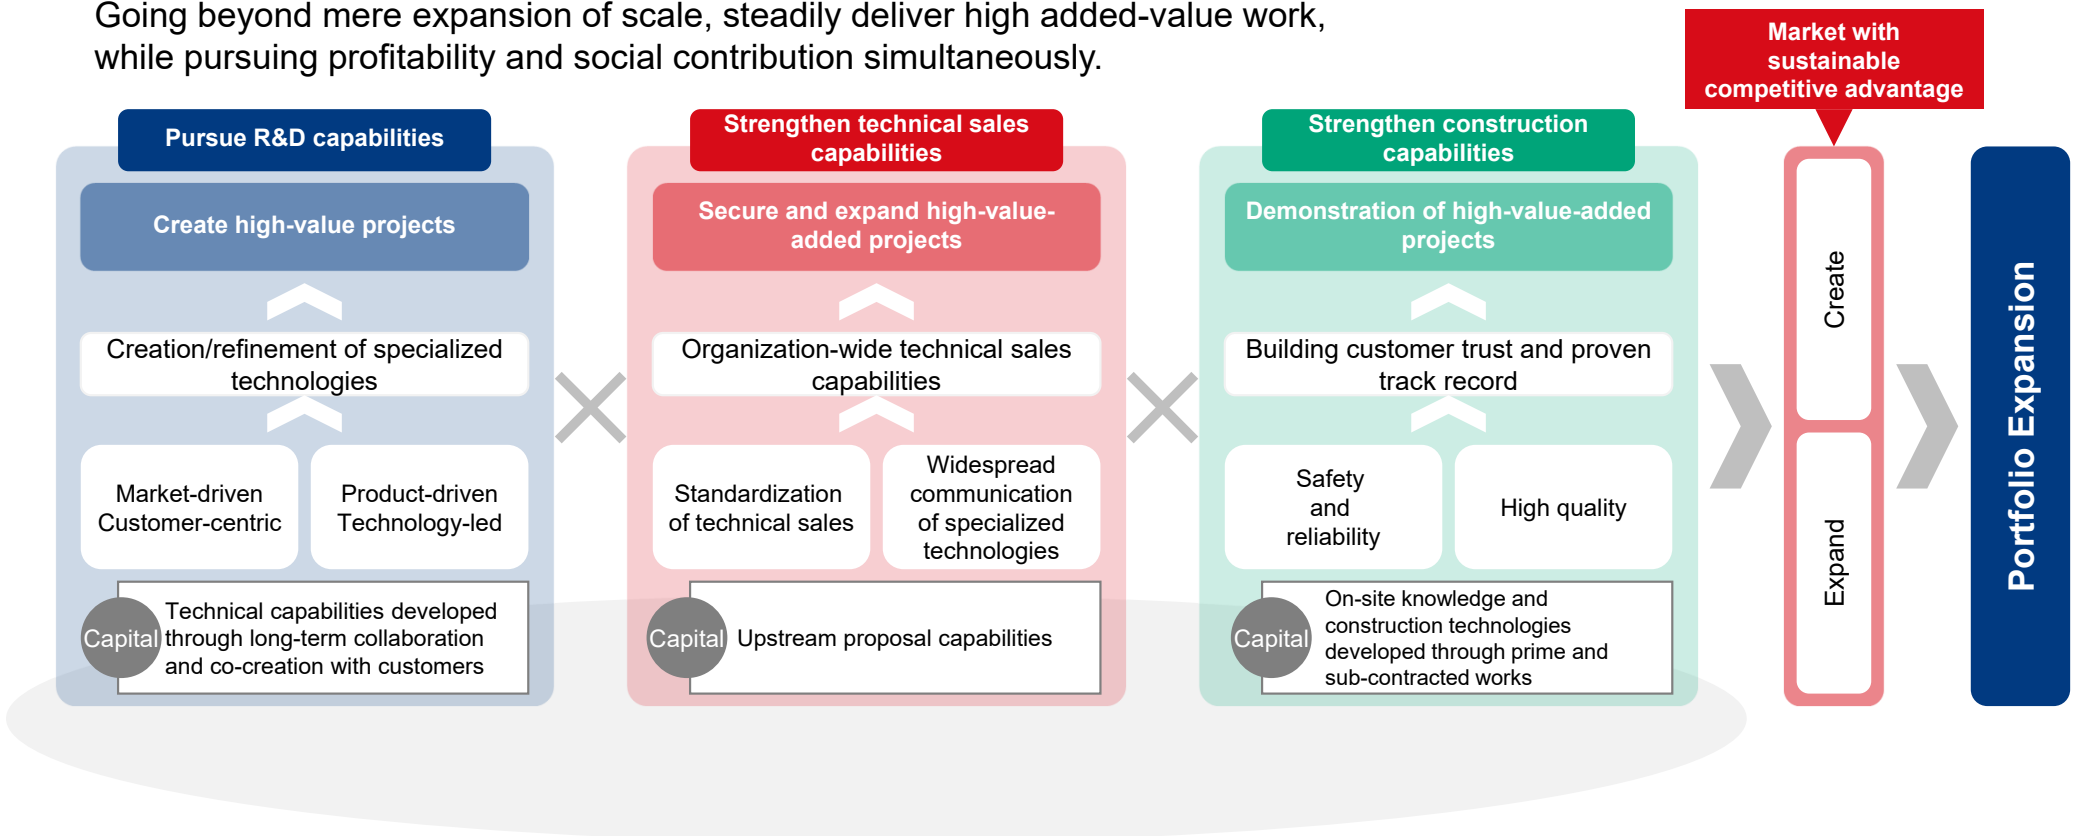 Going beyond mere expansion of scale, steadily deliver high added-value work,
while pursuing profitability and social contribution simultaneously.
Market with
sustainable
competitive advantage
Pursue R&D capabilities
Create high-value projects
Creation/refinement of specialized
technologies
Market-driven
Customer-centric
Product-driven
Technology-led
Capital
Technical capabilities developed
through long-term collaboration
and co-creation with customers
Strengthen technical sales
capabilities
Secure and expand high-value-
added projects
Organization-wide technical sales
capabilities
Standardization
of technical sales
Widespread
communication
of specialized
technologies
Capital
Upstream proposal capabilities
Strengthen construction
capabilities
Demonstration of high-value-added
projects
Building customer trust and proven
track record
Safety
and
reliability
High quality
Capital
On-site knowledge and
construction technologies
developed through prime and
sub-contracted works
Create
Expand
Portfolio Expansion